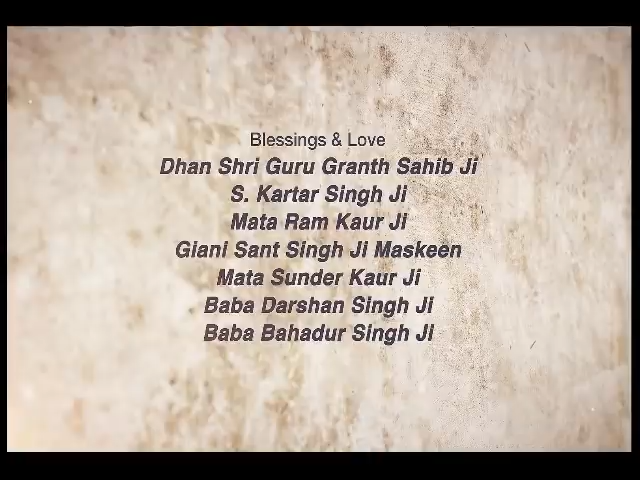 Blessings & Love
Dhan Shri Guru Granth Sahib Ji
S. Kartar Singh Ji
Mata Ram Kaur Ji
Giani Sant Singh Ji Maskeen
Mata Sunder Kaur Ji
Baba Darshan Singh Ji
Baba Bahadur Singh Ji